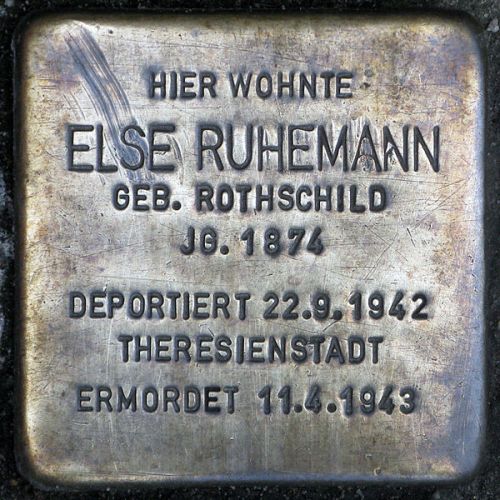 HIER WOHNTE
ELSE RUHEMANN
GEB. ROTHSCHILD
JG. 1874
DEPORTIERT 22.9.1942
THERESIENSTADT
ERMORDET 11.4.1943